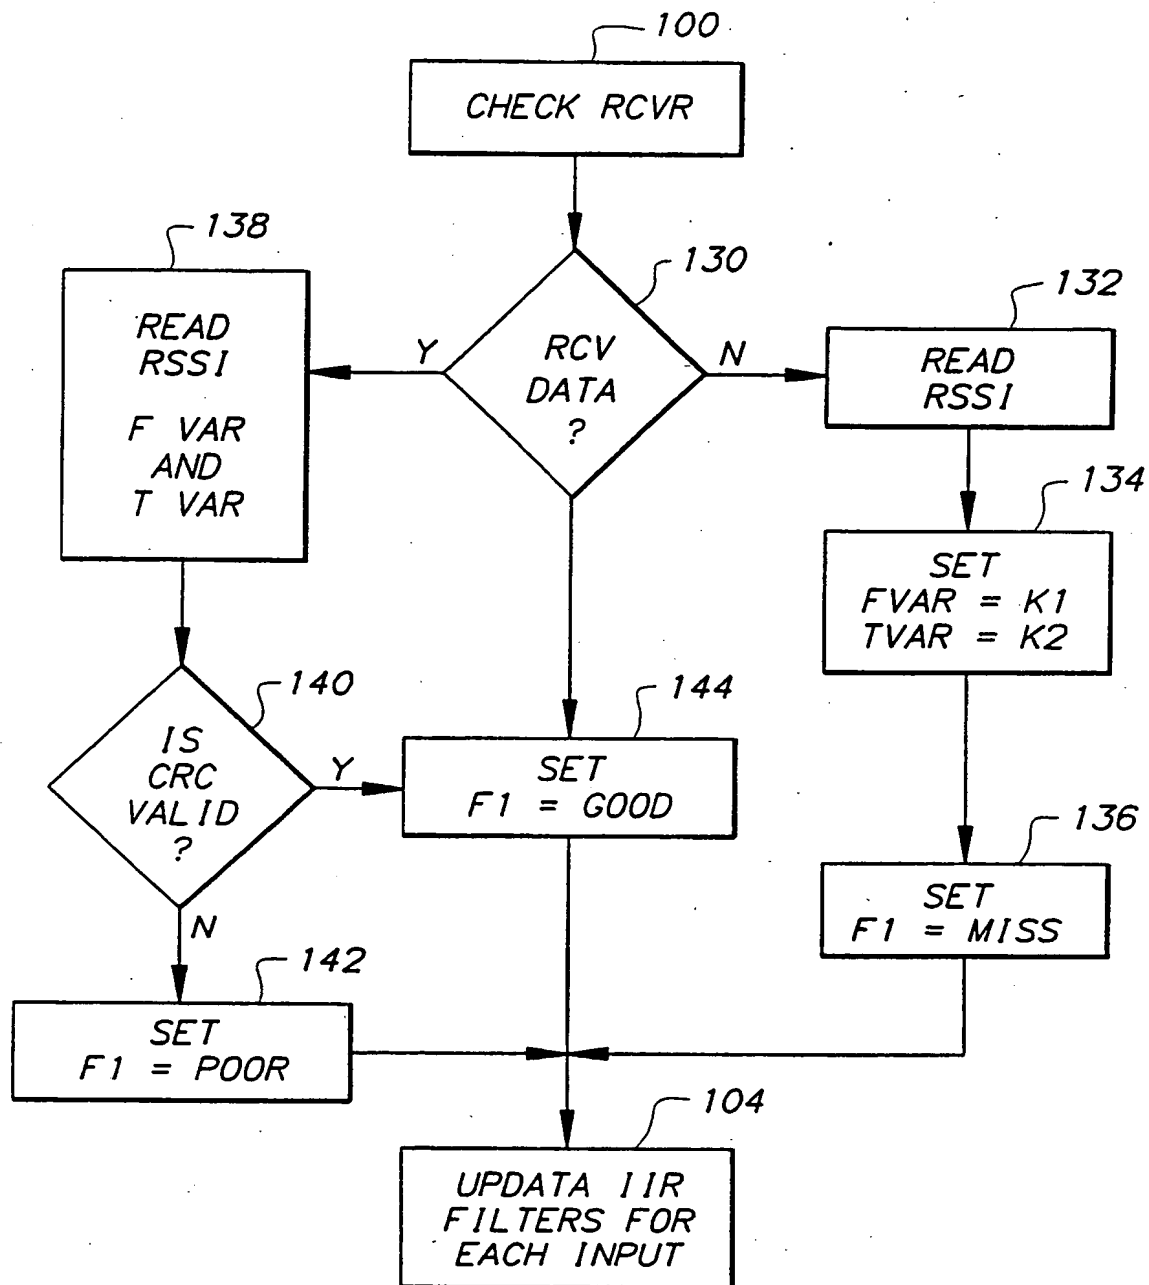 100
CHECK RCVR
138
130
132
READ
RSSI
F VAR
AND
T VAR
Y
RCV
DATA
?
N
READ
RSSI
134
SET
FVAR = K1
TVAR = K2
140
IS
CRC
VALID
?
Y
144
SET
F1 = GOOD
136
SET
F1 = MISS
N
142
SET
F1 = POOR
104
UPDATA IIR
FILTERS FOR
EACH INPUT